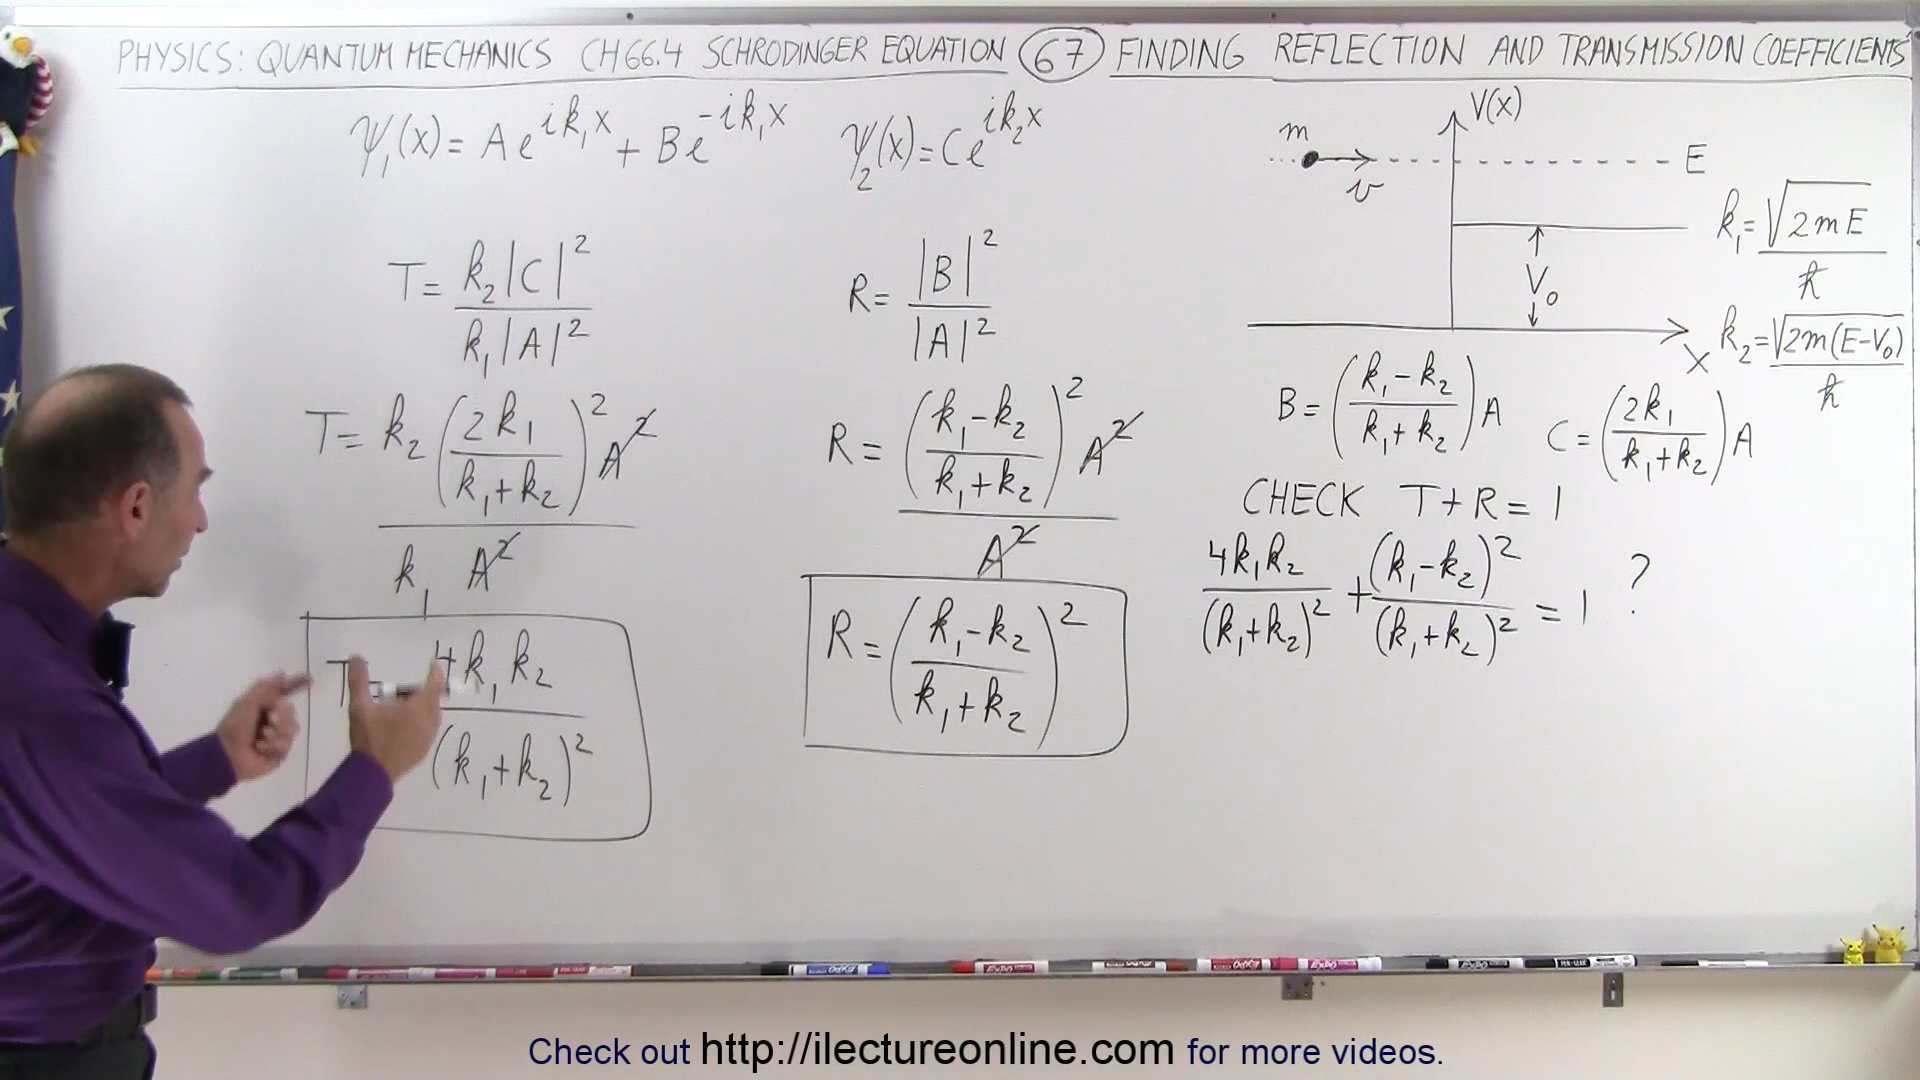 PHYSICS: QUANTUM MECHANICS CH 66.4 SCHRODINGER EQUATION 67 FINDING REFLECTION AND TRANSMISSION COEFFICIENTS
ψ₁(x) = Ae^{ik₁x} + Be^{-ik₁x}
ψ₂(x) = Ce^{ik₂x}
T = k₂|C|² / k₁|A|²
R = |B|² / |A|²
T = k₂ (2k₁ / k₁+k₂)² A² / k₁ A²
R = (k₁-k₂ / k₁+k₂)² A² / A²
T = 4k₁k₂ / (k₁+k₂)²
R = (k₁-k₂ / k₁+k₂)²
V(x)
m
E
v
V₀
x
k₁ = √2mE / ħ
k₂ = √2m(E-V₀) / ħ
B = (k₁-k₂ / k₁+k₂) A
C = (2k₁ / k₁+k₂) A
CHECK T + R = 1
4k₁k₂ / (k₁+k₂)² + (k₁-k₂)² / (k₁+k₂)² = 1 ?
Check out http://ilectureonline.com for more videos.